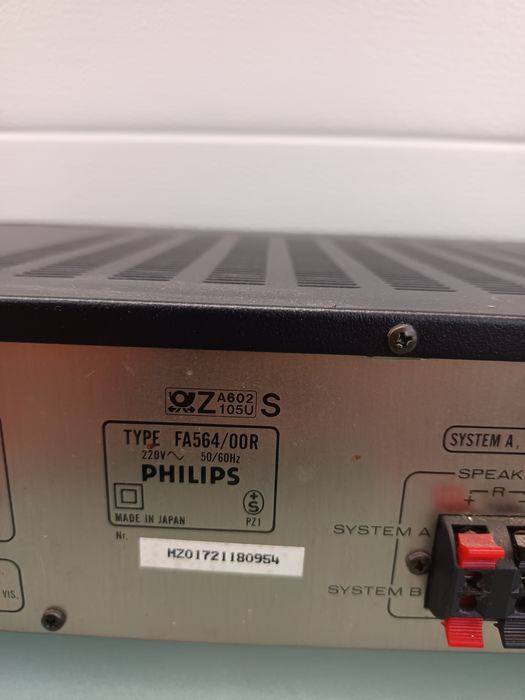 Z A602 S
105U
TYPE FA564/00R
220V~ 50/60Hz
PHILIPS
+
S
MADE IN JAPAN PZ1
Nr.
MZ01721180954
VIS.
SYSTEM A,
SPEAK
+ R -
SYSTEM A
SYSTEM B